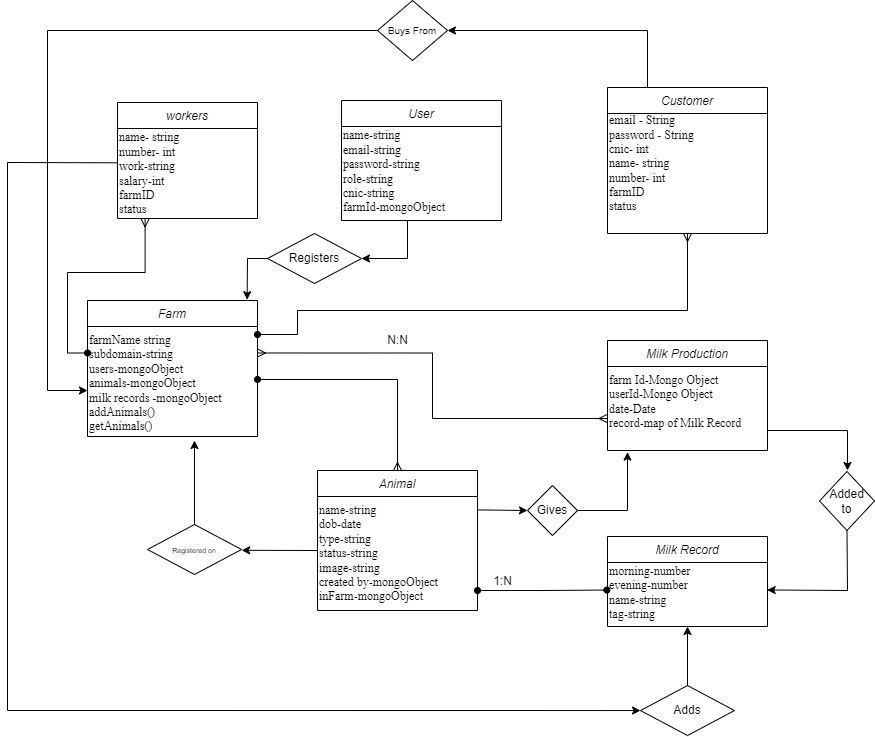 Buys From
workers
name- string
number- int
work-string
salary-int
farmID
status
User
name-string
email-string
password-string
role-string
cnic-string
farmId-mongoObject
Customer
email - String
password - String
cnic- int
name- string
number- int
farmID
status
Registers
Farm
farmName string
subdomain-string
users-mongoObject
animals-mongoObject
milk records -mongoObject
addAnimals()
getAnimals()
N:N
Milk Production
farm Id-Mongo Object
userId-Mongo Object
date-Date
record-map of Milk Record
Animal
name-string
dob-date
type-string
status-string
image-string
created by-mongoObject
inFarm-mongoObject
Gives
Added
to
Registered on
1:N
Milk Record
morning-number
evening-number
name-string
tag-string
Adds